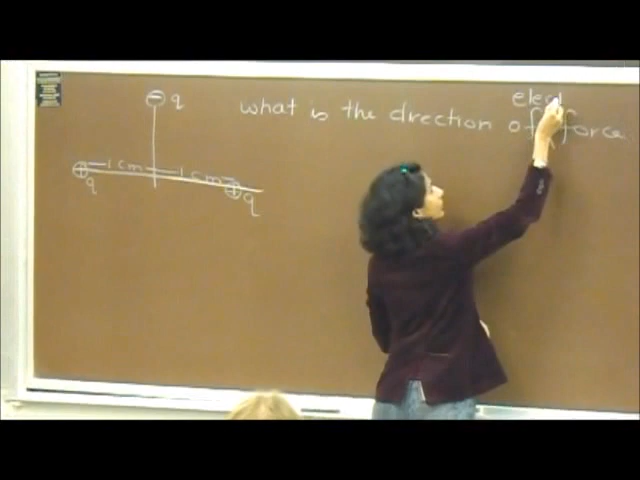 elect
what is the direction of force
⊖ q
⊕ 1 cm 1 cm ⊕
q q